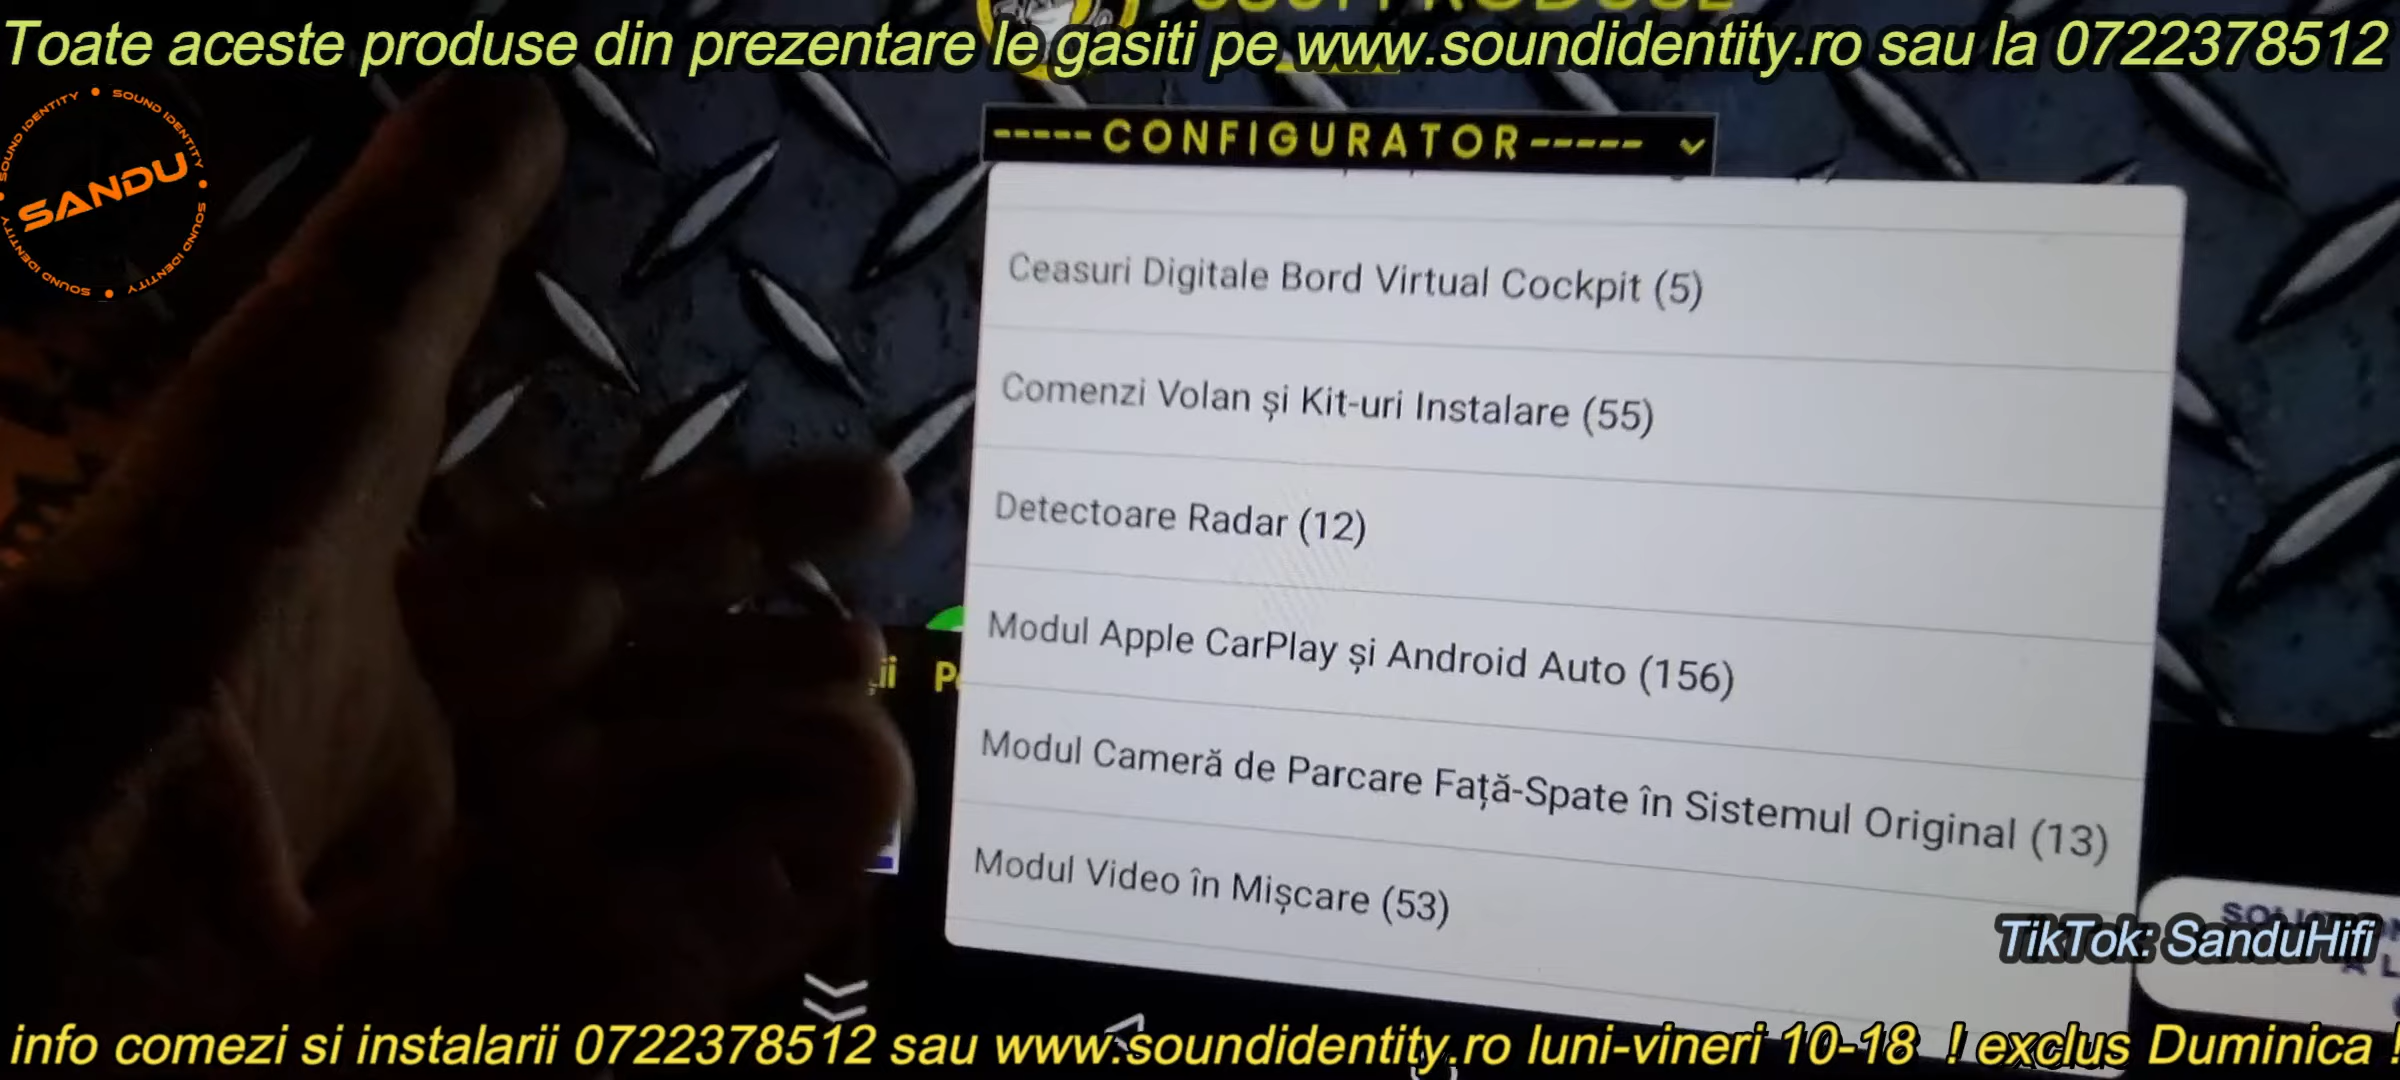 Toate aceste produse din prezentare le gasiti pe www.soundidentity.ro sau la 0722378512
SOUND IDENTITY • SOUND IDENTITY • SOUND IDENTITY • SOUND IDENTITY
SANDU
-----CONFIGURATOR-----
Ceasuri Digitale Bord Virtual Cockpit (5)
Comenzi Volan și Kit-uri Instalare (55)
Detectoare Radar (12)
Modul Apple CarPlay și Android Auto (156)
Modul Cameră de Parcare Față-Spate în Sistemul Original (13)
Modul Video în Mișcare (53)
TikTok: SanduHifi
info comezi si instalarii 0722378512 sau www.soundidentity.ro luni-vineri 10-18 ! exclus Duminica !